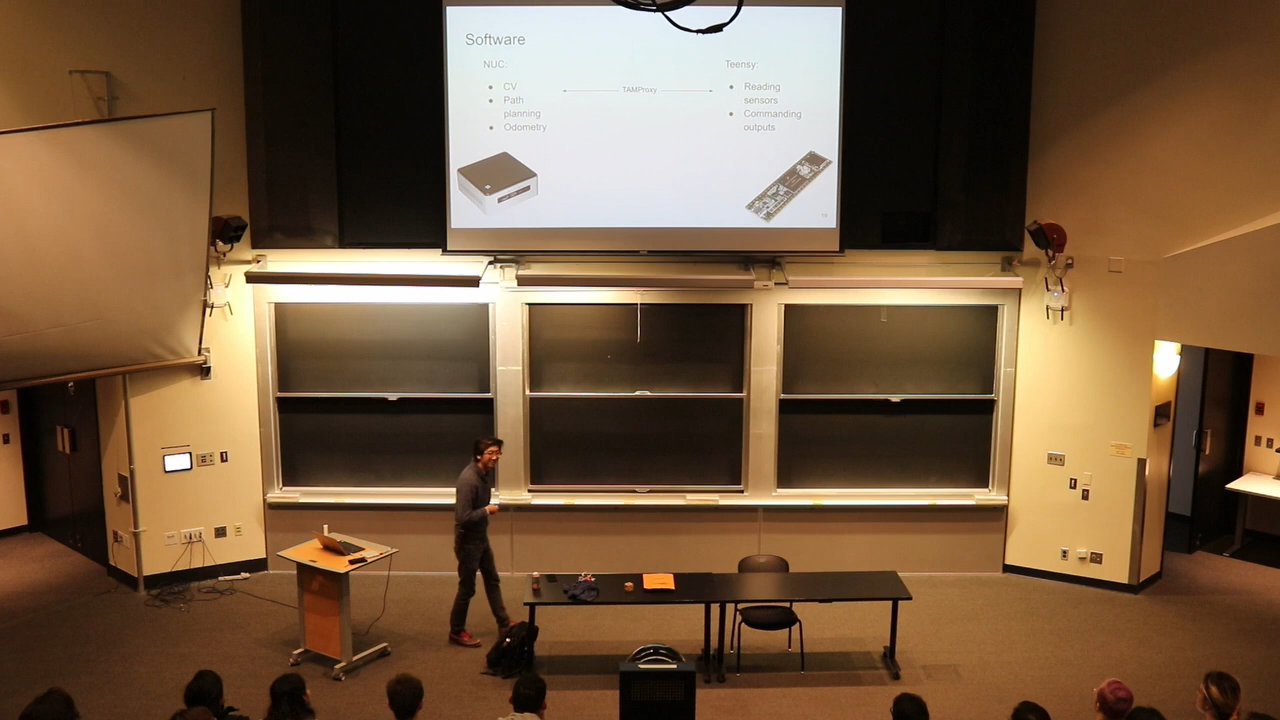 Software
NUC:
● CV
● Path
planning
● Odometry
TAMProxy
Teensy:
● Reading
sensors
● Commanding
outputs